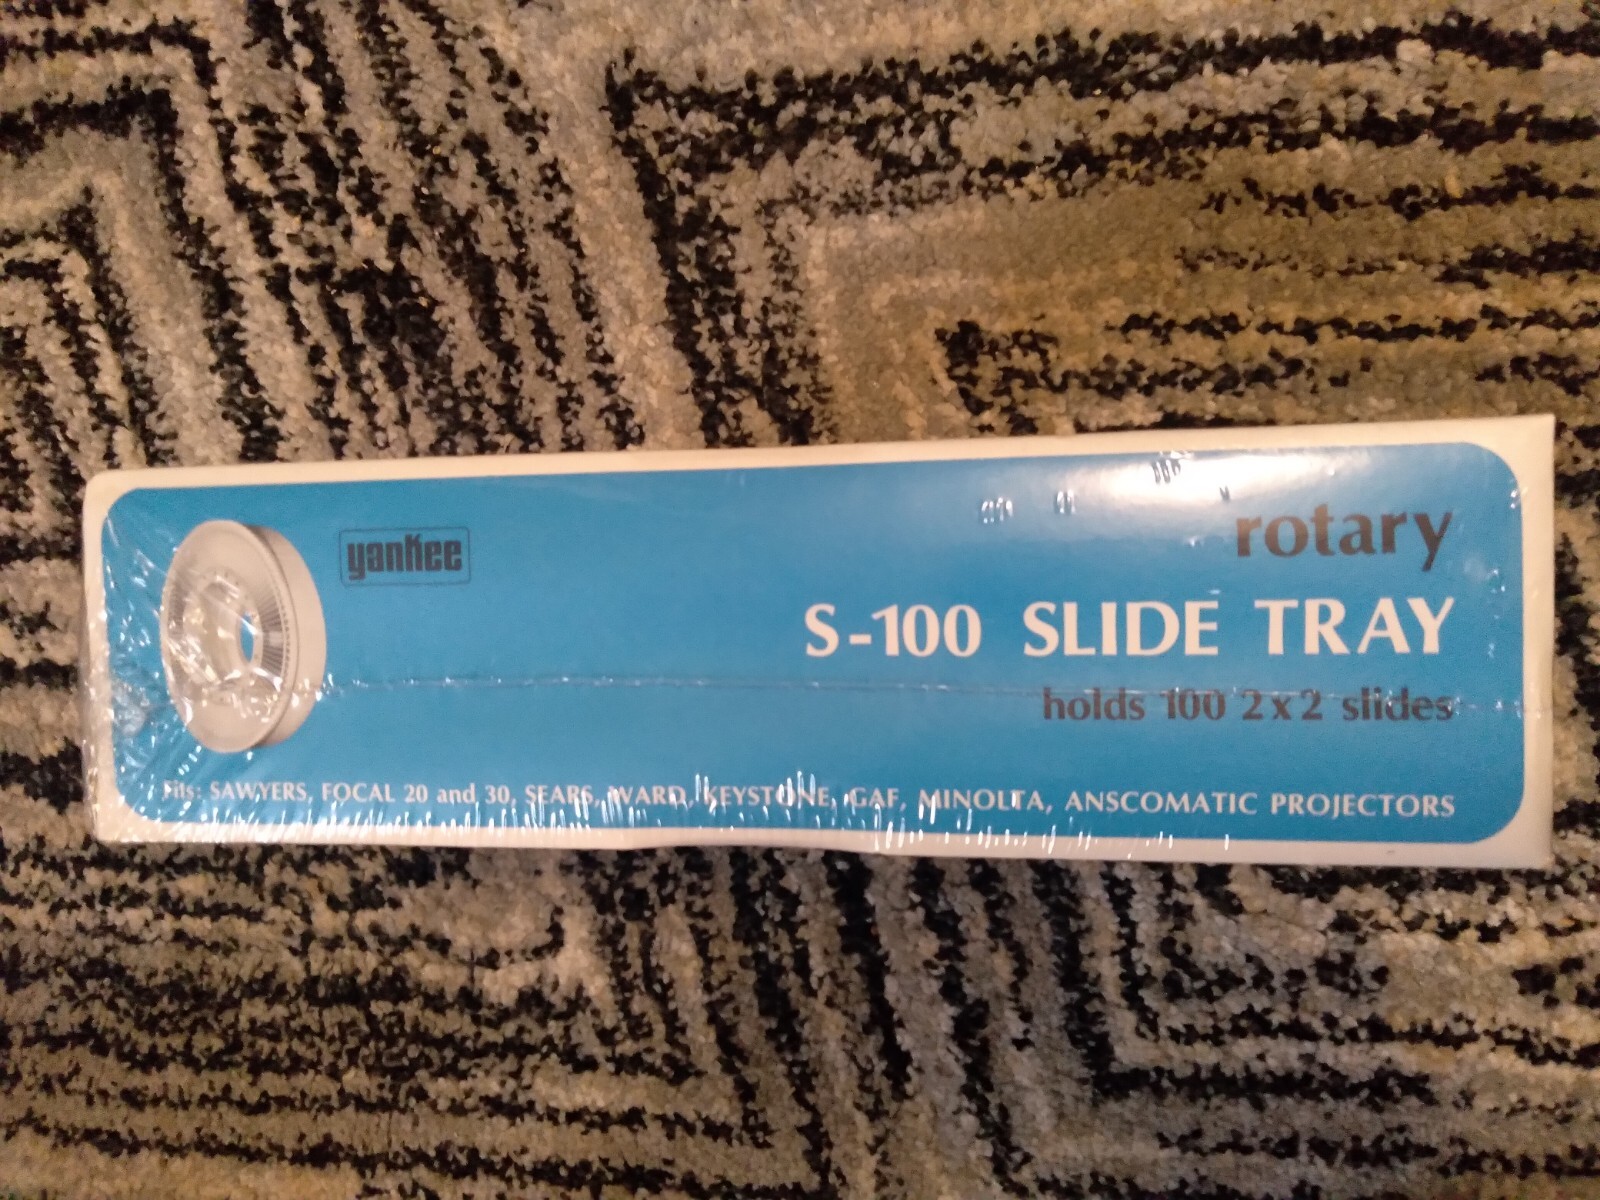 yankee
rotary
S-100 SLIDE TRAY
holds 100 2x2 slides
Fits: SAWYERS, FOCAL 20 and 30, SEARS, WARD, KEYSTONE, GAF, MINOLTA, ANSCOMATIC PROJECTORS